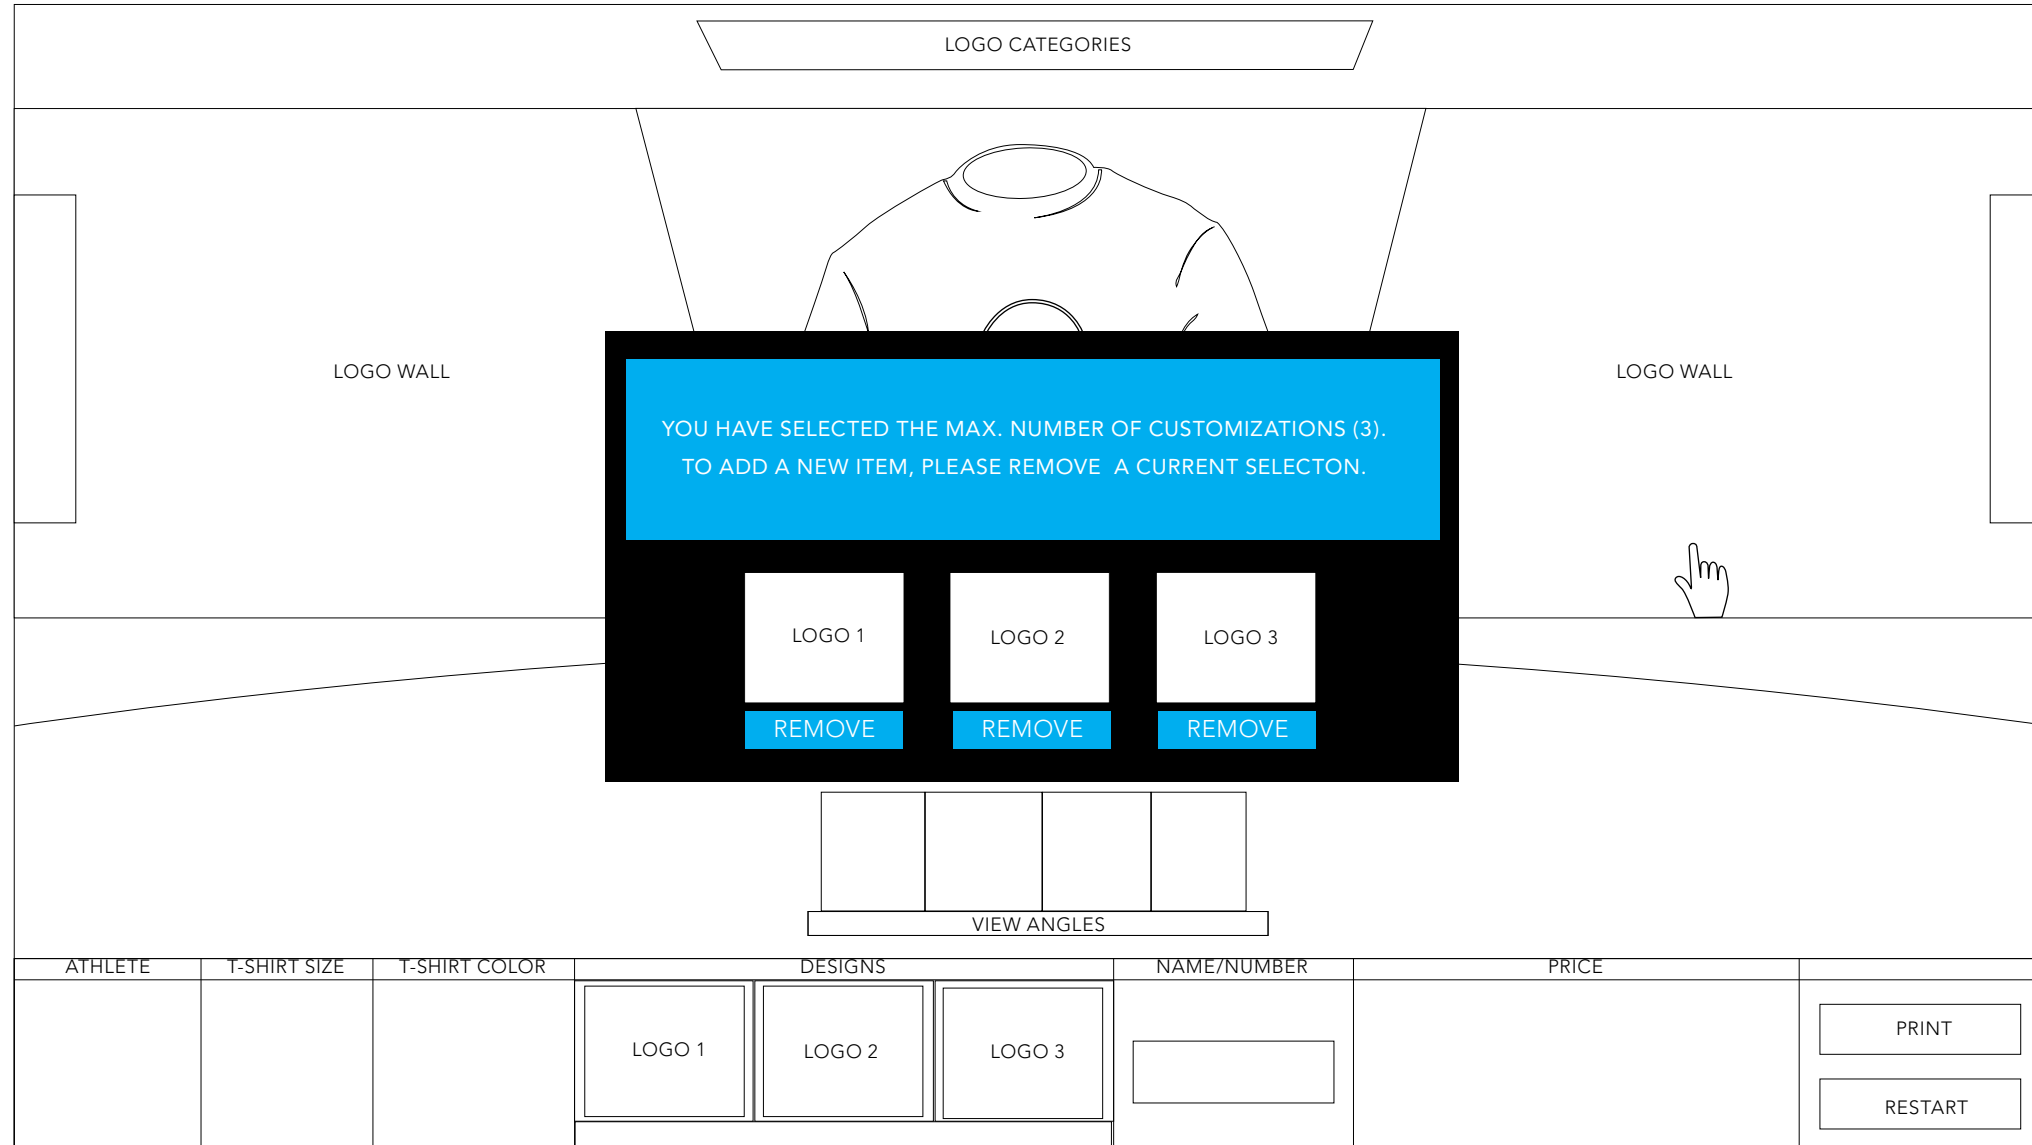 LOGO CATEGORIES
LOGO WALL
LOGO WALL
YOU HAVE SELECTED THE MAX. NUMBER OF CUSTOMIZATIONS (3).
TO ADD A NEW ITEM, PLEASE REMOVE  A CURRENT SELECTON.
LOGO 1
LOGO 2
LOGO 3
REMOVE
REMOVE
REMOVE
VIEW ANGLES
ATHLETE
T-SHIRT SIZE
T-SHIRT COLOR
DESIGNS
NAME/NUMBER
PRICE
LOGO 1
LOGO 2
LOGO 3
PRINT
RESTART